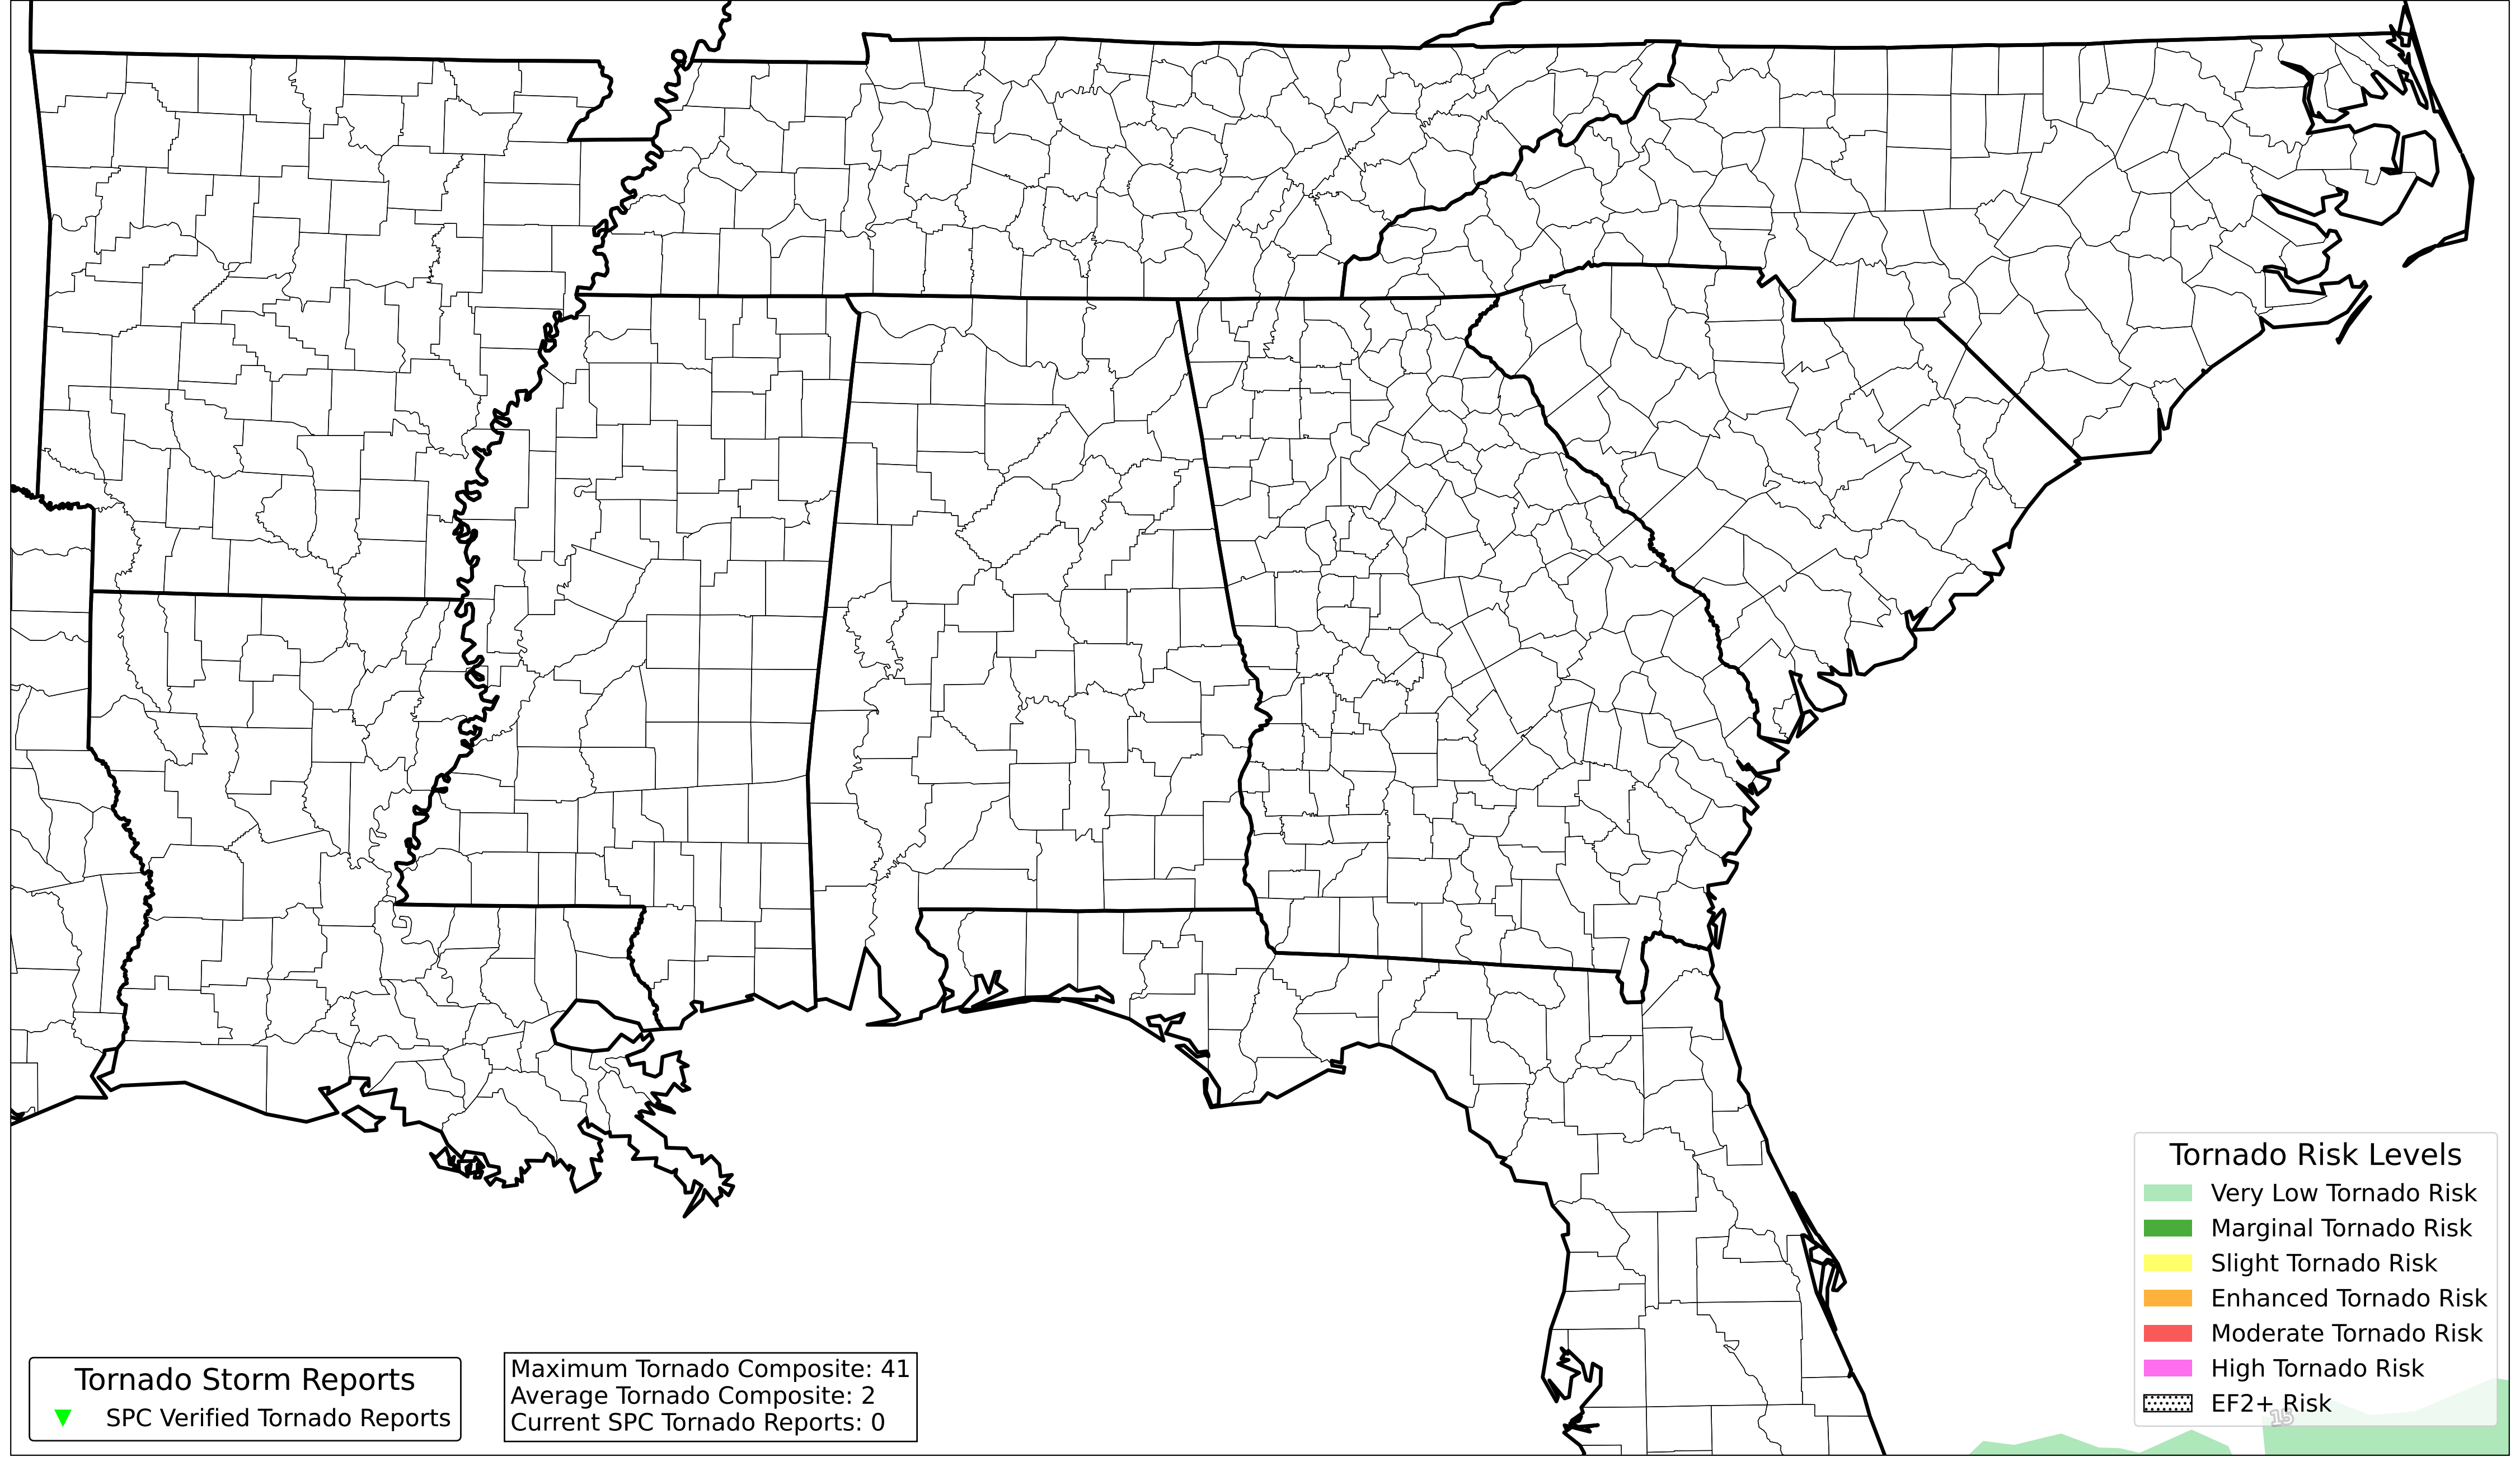 Tornado Risk Levels
Very Low Tornado Risk
Marginal Tornado Risk
Slight Tornado Risk
Enhanced Tornado Risk
Moderate Tornado Risk
High Tornado Risk
EF2+ Risk
15
Tornado Storm Reports
SPC Verified Tornado Reports
Maximum Tornado Composite: 41
Average Tornado Composite: 2
Current SPC Tornado Reports: 0